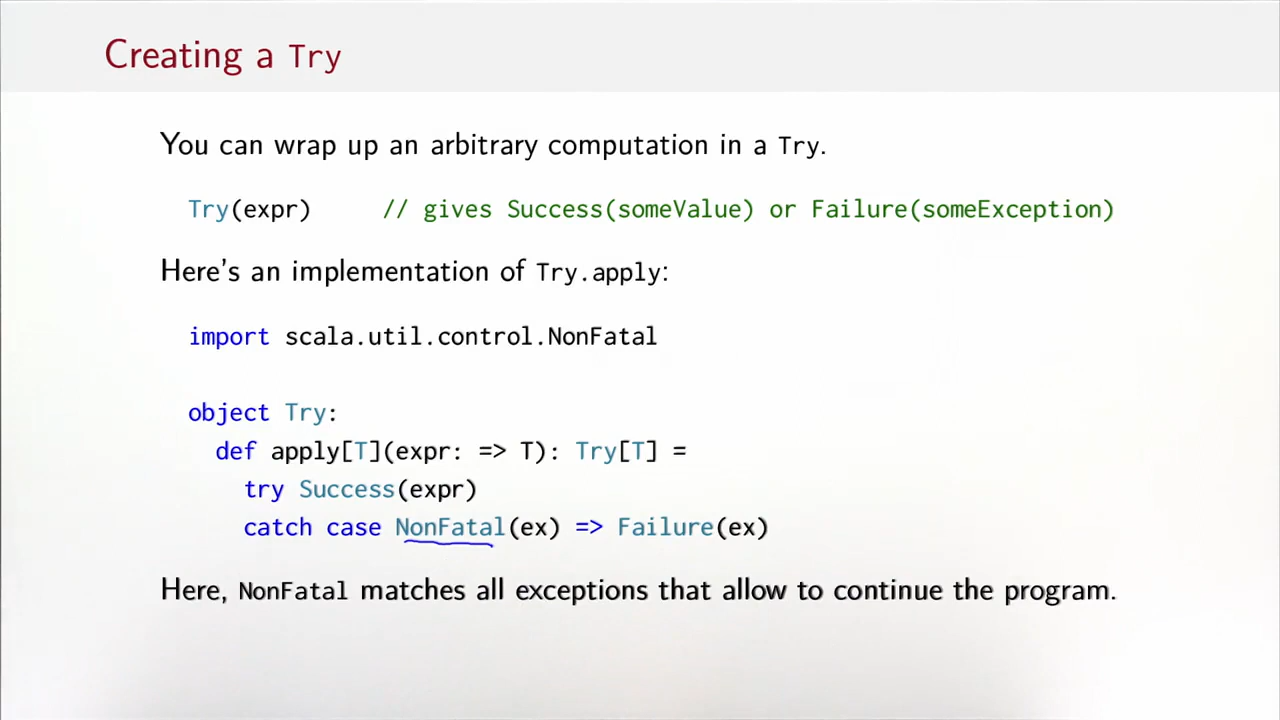 Creating a Try
You can wrap up an arbitrary computation in a Try.
Try(expr) // gives Success(someValue) or Failure(someException)
Here's an implementation of Try.apply:
import scala.util.control.NonFatal
object Try:
def apply[T](expr: => T): Try[T] =
try Success(expr)
catch case NonFatal(ex) => Failure(ex)
Here, NonFatal matches all exceptions that allow to continue the program.